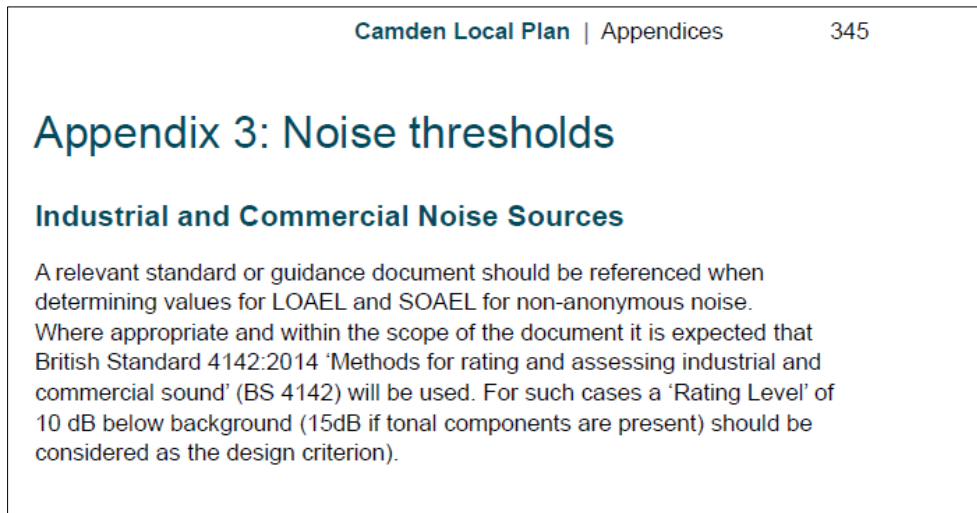 Camden Local Plan | Appendices 345
Appendix 3: Noise thresholds
Industrial and Commercial Noise Sources
A relevant standard or guidance document should be referenced when
determining values for LOAEL and SOAEL for non-anonymous noise.
Where appropriate and within the scope of the document it is expected that
British Standard 4142:2014 ‘Methods for rating and assessing industrial and
commercial sound’ (BS 4142) will be used. For such cases a ‘Rating Level’ of
10 dB below background (15dB if tonal components are present) should be
considered as the design criterion).